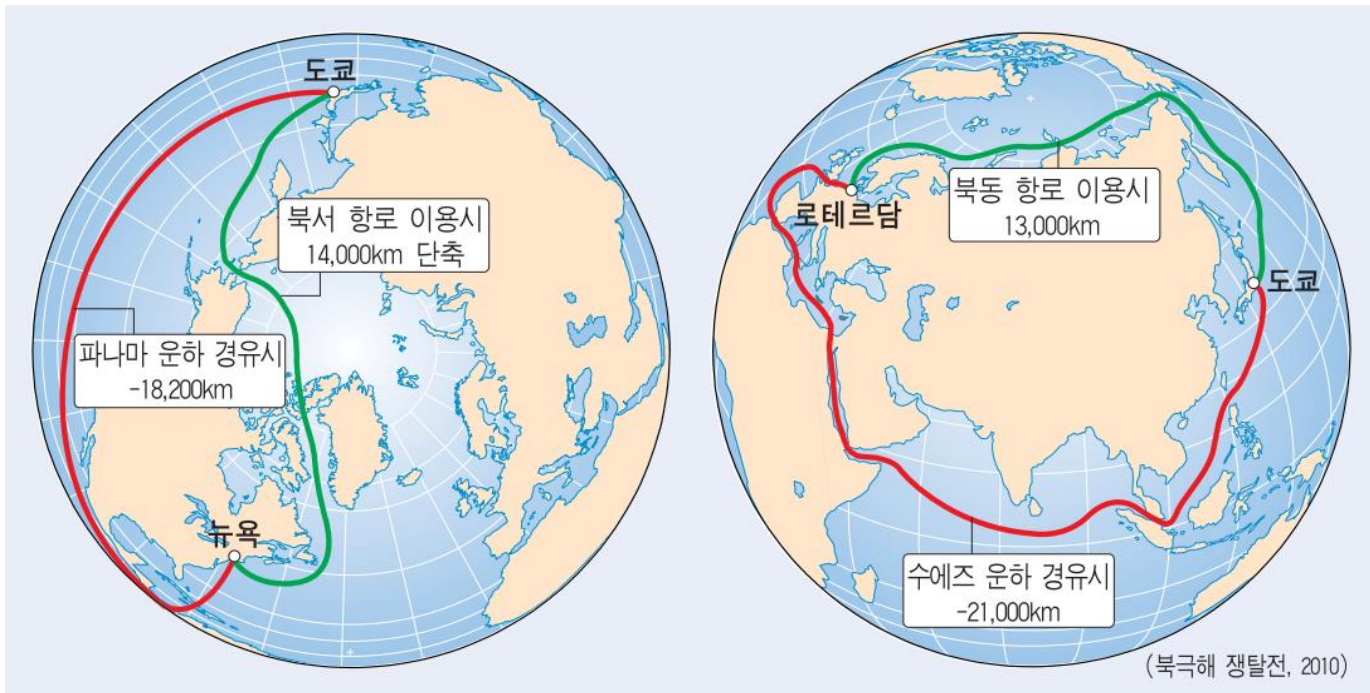 도쿄
북서 항로 이용시
14,000km 단축
파나마 운하 경유시
-18,200km
뉴욕
로테르담
북동 항로 이용시
13,000km
도쿄
수에즈 운하 경유시
-21,000km
(북극해 쟁탈전, 2010)